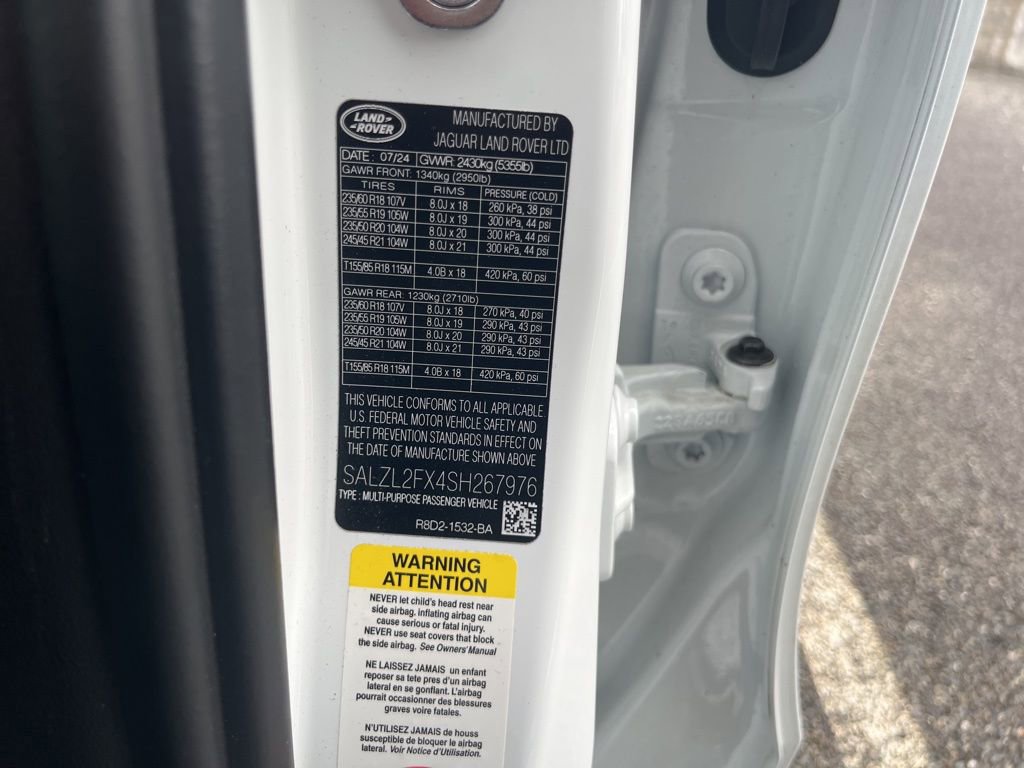 LAND-
-ROVER
MANUFACTURED BY
JAGUAR LAND ROVER LTD
DATE : 07/24 GVWR: 2430kg (5355lb)
GAWR FRONT: 1340kg (2950lb)
TIRES RIMS PRESSURE (COLD)
235/60 R18 107V 8.0J x 18 260 kPa, 38 psi
235/55 R19 105W 8.0J x 19 300 kPa, 44 psi
235/50 R20 104W 8.0J x 20 300 kPa, 44 psi
245/45 R21 104W 8.0J x 21 300 kPa, 44 psi
T155/85 R18 115M 4.0B x 18 420 kPa, 60 psi
GAWR REAR: 1230kg (2710lb)
235/60 R18 107V 8.0J x 18 270 kPa, 40 psi
235/55 R19 105W 8.0J x 19 290 kPa, 43 psi
235/50 R20 104W 8.0J x 20 290 kPa, 43 psi
245/45 R21 104W 8.0J x 21 290 kPa, 43 psi
T155/85 R18 115M 4.0B x 18 420 kPa, 60 psi
THIS VEHICLE CONFORMS TO ALL APPLICABLE
U.S. FEDERAL MOTOR VEHICLE SAFETY AND
THEFT PREVENTION STANDARDS IN EFFECT ON
THE DATE OF MANUFACTURE SHOWN ABOVE
SALZL2FX4SH267976
TYPE : MULTI-PURPOSE PASSENGER VEHICLE
R8D2-1532-BA
WARNING
ATTENTION
NEVER let child's head rest near
side airbag. inflating airbag can
cause serious or fatal injury.
NEVER use seat covers that block
the side airbag. See Owners' Manual
NE LAISSEZ JAMAIS un enfant
reposer sa tete pres d'un airbag
lateral en se gonflant. L'airbag
pourrait occasionner des blessures
graves voire fatales.
N'UTILISEZ JAMAIS de houss
susceptible de bloquer le airbag
lateral. Voir Notice d'Utilisation.